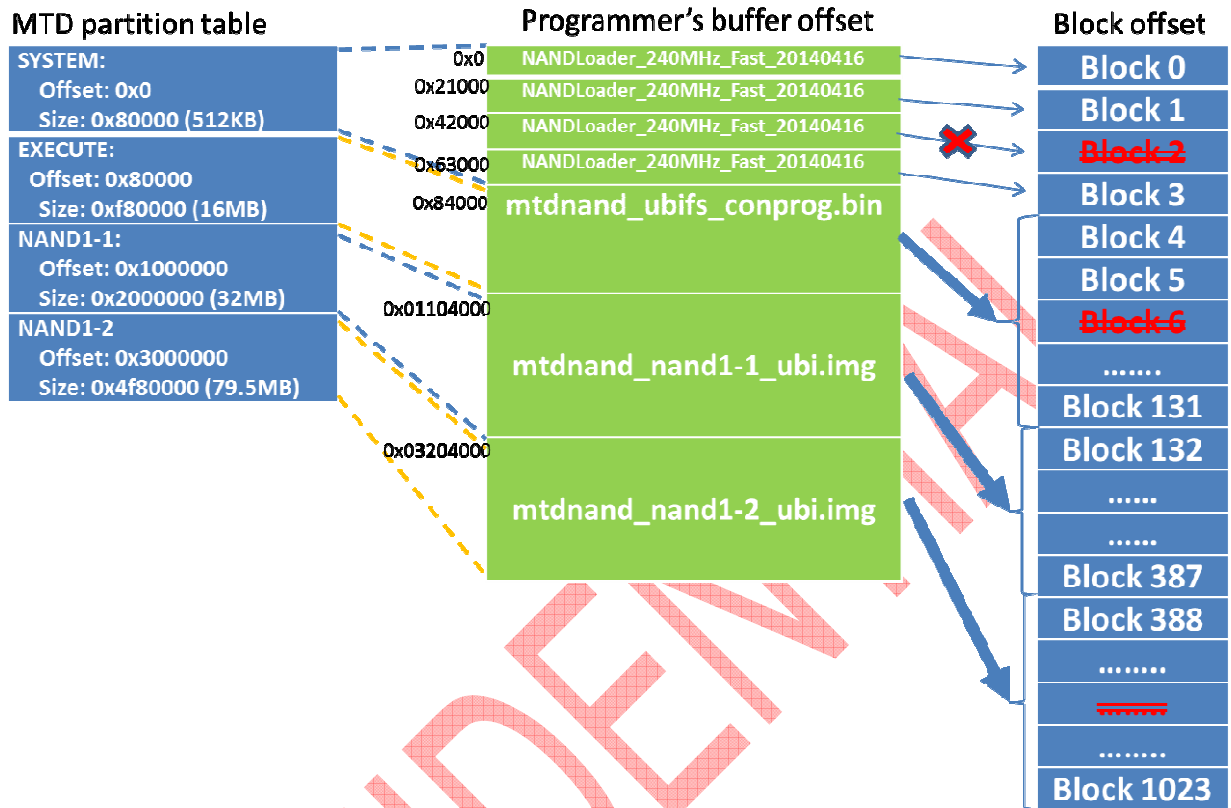 MTD partition table
SYSTEM:
Offset: 0x0
Size: 0x80000 (512KB)
EXECUTE:
Offset: 0x80000
Size: 0xf80000 (16MB)
NAND1-1:
Offset: 0x1000000
Size: 0x2000000 (32MB)
NAND1-2
Offset: 0x3000000
Size: 0x4f80000 (79.5MB)
Programmer’s buffer offset
0x0
NANDLoader_240MHz_Fast_20140416
0x21000
NANDLoader_240MHz_Fast_20140416
0x42000
NANDLoader_240MHz_Fast_20140416
0x63000
NANDLoader_240MHz_Fast_20140416
0x84000
mtdnand_ubifs_conprog.bin
0x01104000
mtdnand_nand1-1_ubi.img
0x03204000
mtdnand_nand1-2_ubi.img
Block offset
Block 0
Block 1
Block 2
Block 3
Block 4
Block 5
Block 6
.......
Block 131
Block 132
......
......
Block 387
Block 388
........
........
........
Block 1023